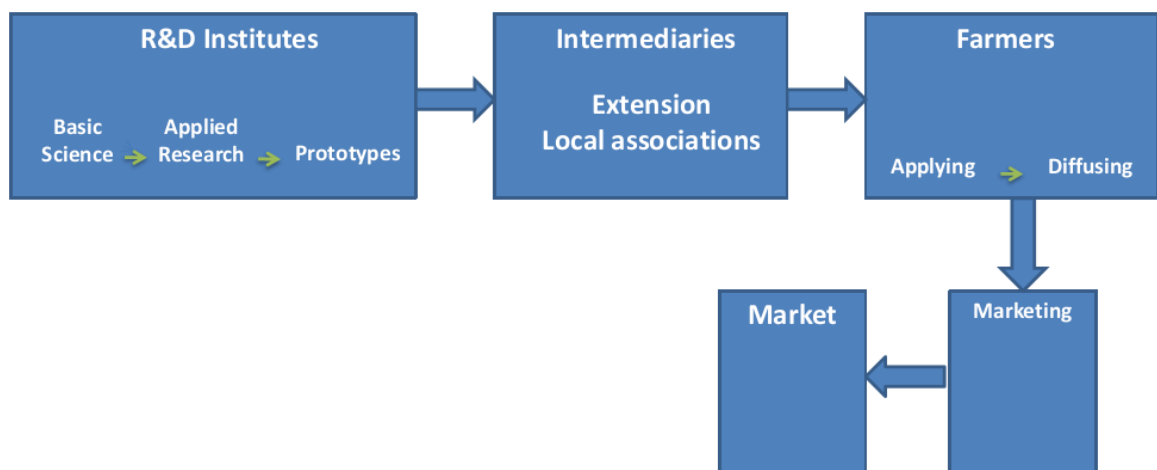 R&D Institutes
Basic
Science
Applied
Research
Prototypes
Intermediaries
Extension
Local associations
Farmers
Applying
Diffusing
Marketing
Market